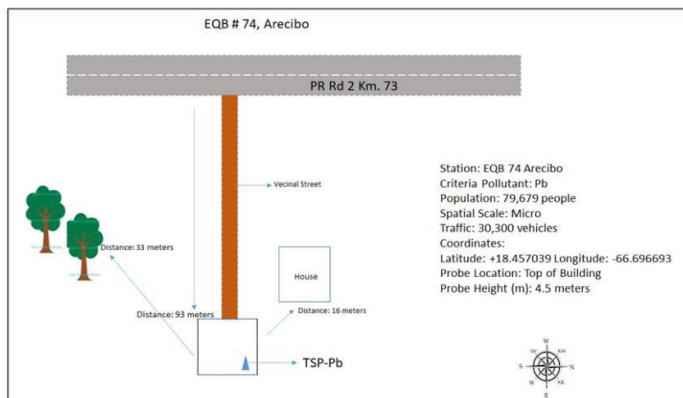 EQB # 74, Arecibo
PR Rd 2 Km. 73
Vecinal Street
Station: EQB 74 Arecibo
Criteria Pollutant: Pb
Population: 79,679 people
Spatial Scale: Micro
Traffic: 30,300 vehicles
Coordinates:
Latitude: +18.457039 Longitude: -66.696693
Probe Location: Top of Building
Probe Height (m): 4.5 meters
Distance: 33 meters
House
Distance: 93 meters
Distance: 16 meters
TSP-Pb
W
S
N
E